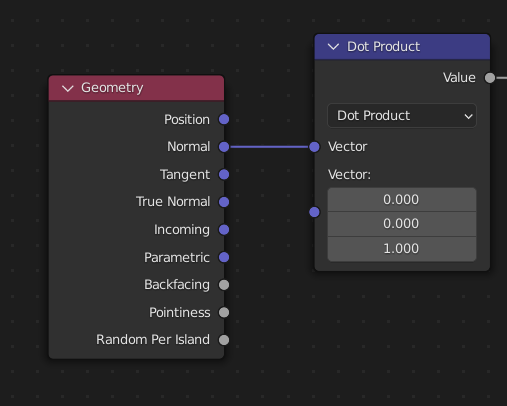 Geometry
Position
Normal
Tangent
True Normal
Incoming
Parametric
Backfacing
Pointiness
Random Per Island
Dot Product
Value
Dot Product
Vector
Vector:
0.000
0.000
1.000